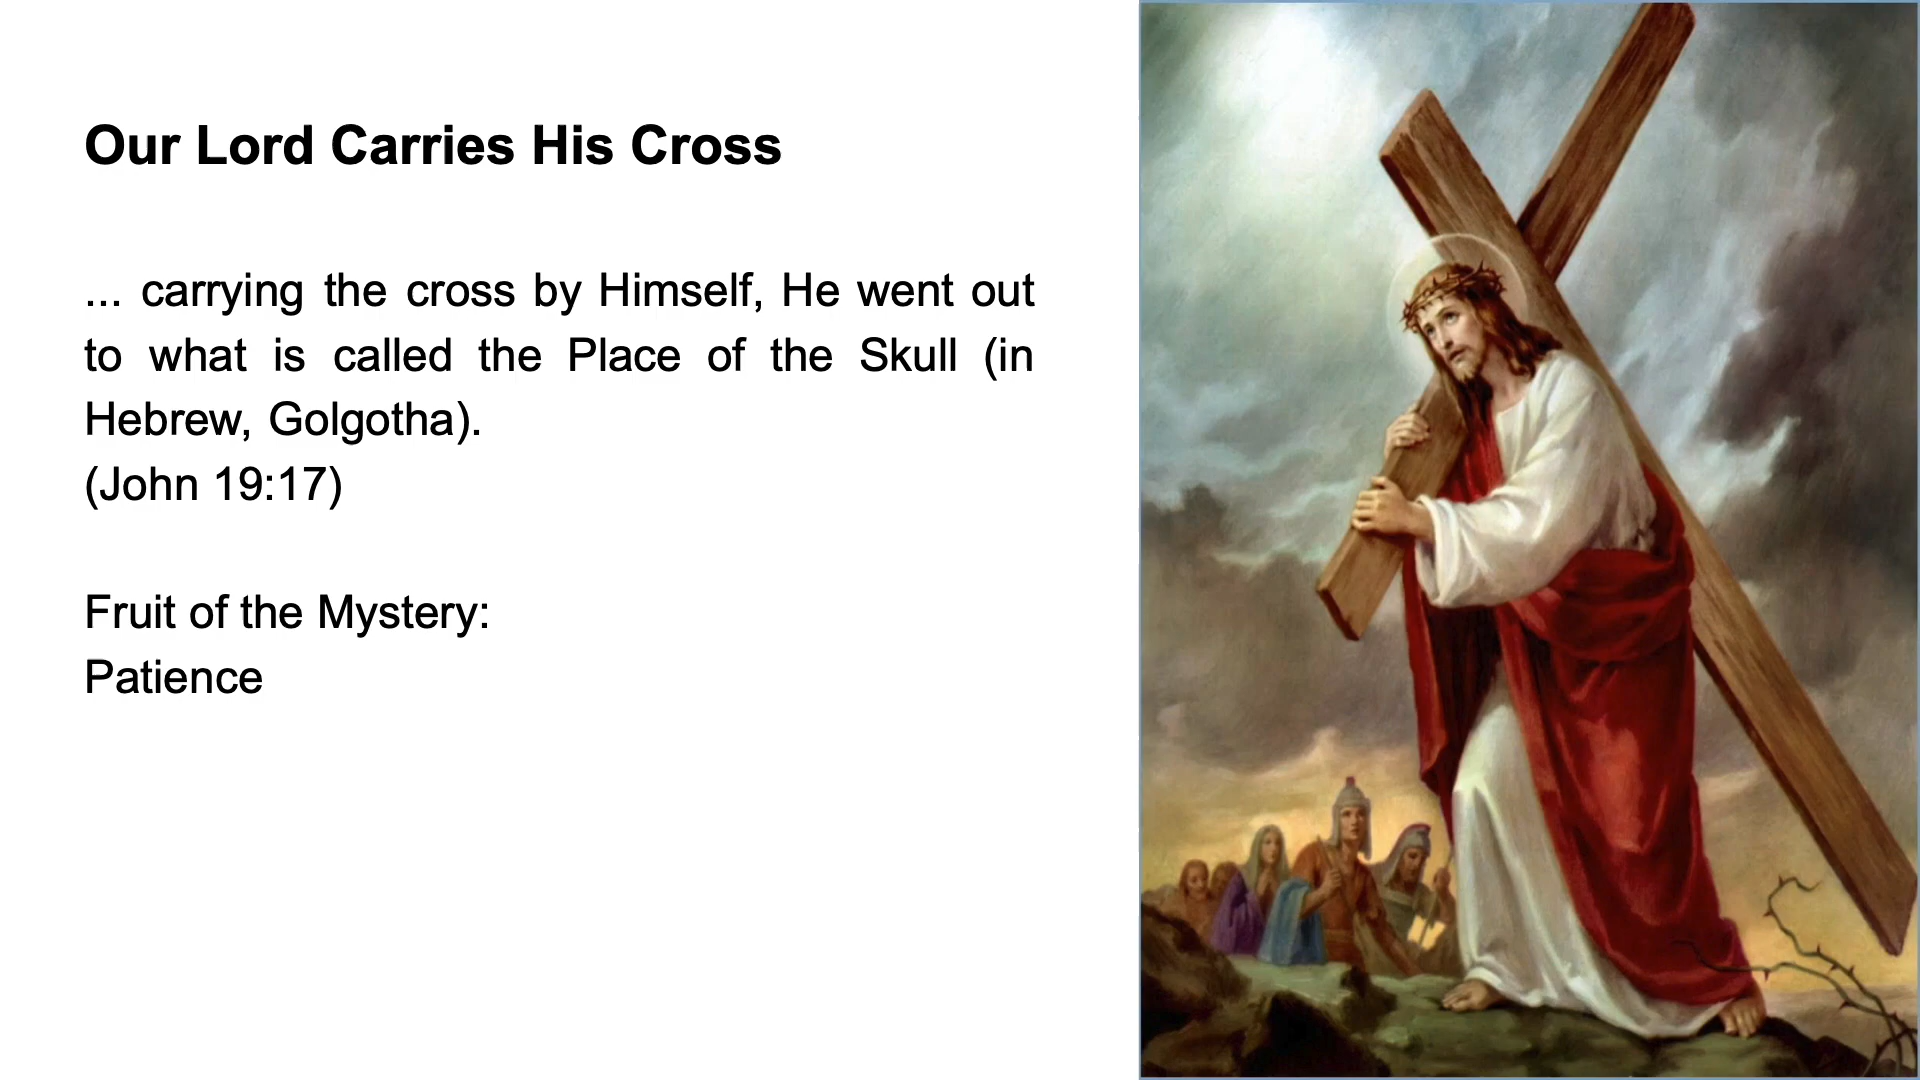 Our Lord Carries His Cross
... carrying the cross by Himself, He went out
to what is called the Place of the Skull (in
Hebrew, Golgotha).
(John 19:17)
Fruit of the Mystery:
Patience